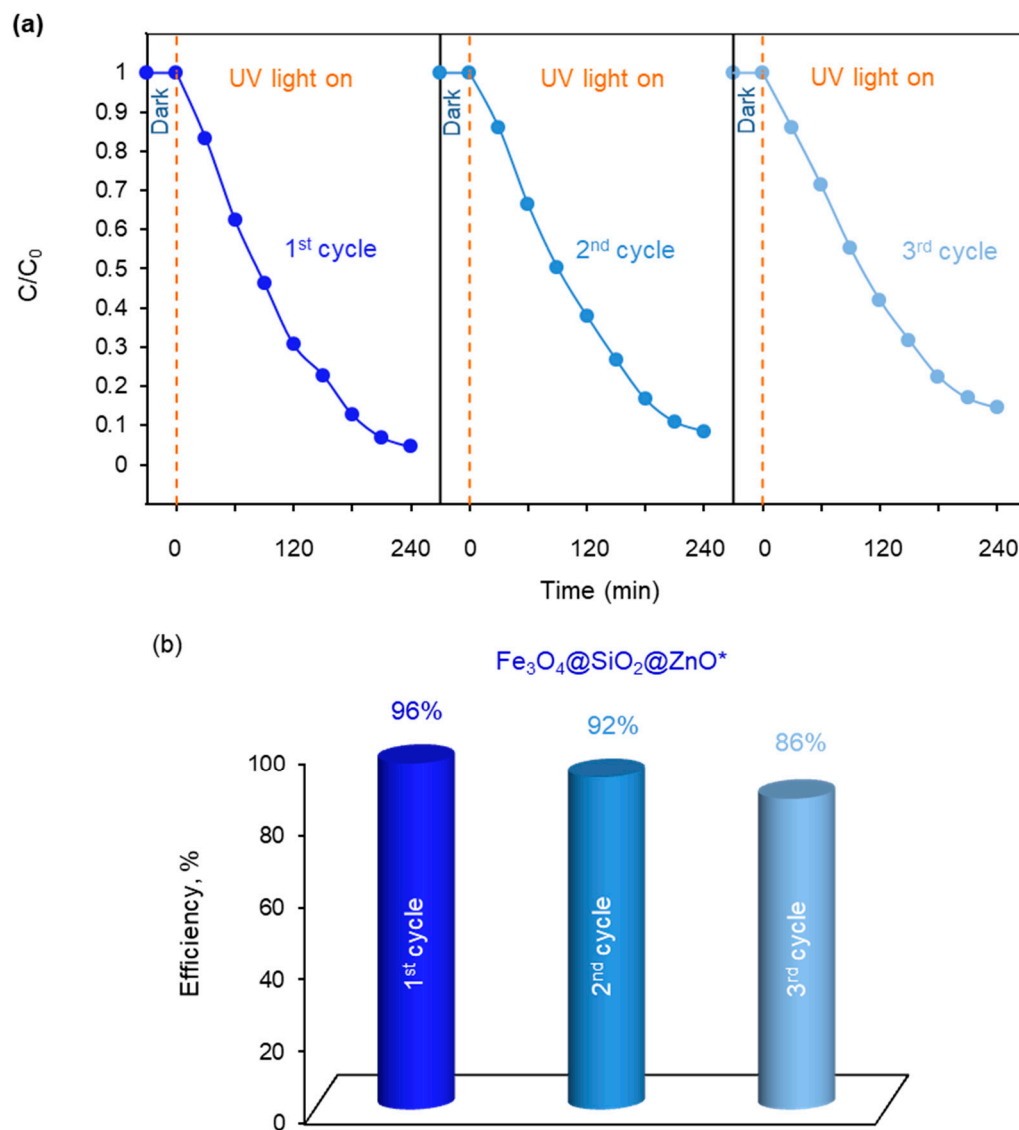 (a)
1
0.9
0.8
0.7
0.6
0.5
0.4
0.3
0.2
0.1
0
C/C₀
Dark
UV light on
1ˢᵗ cycle
Dark
UV light on
2ⁿᵈ cycle
Dark
UV light on
3ʳᵈ cycle
0 120 240 0 120 240 0 120 240
Time (min)
(b)
Fe₃O₄@SiO₂@ZnO*
96%
92%
86%
100
80
60
40
20
0
Efficiency, %
1ˢᵗ cycle
2ⁿᵈ cycle
3ʳᵈ cycle